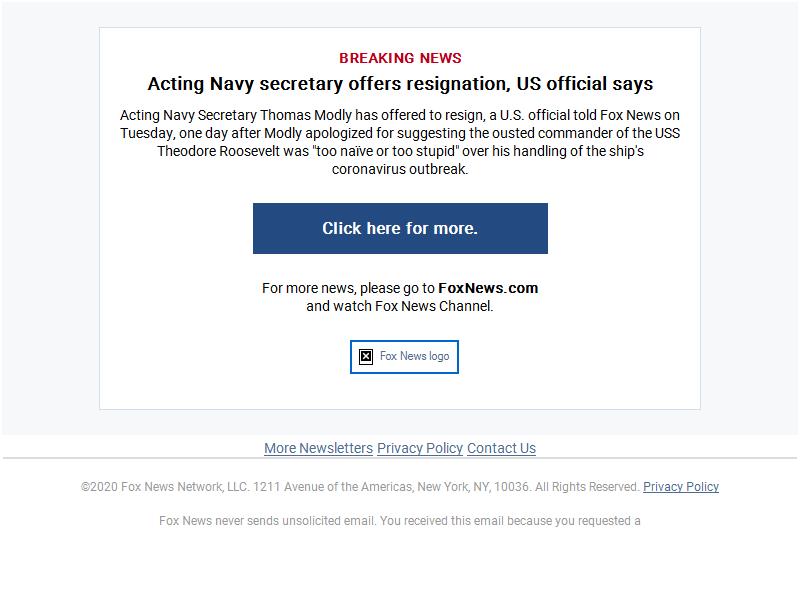 BREAKING NEWS
Acting Navy secretary offers resignation, US official says
Acting Navy Secretary Thomas Modly has offered to resign, a U.S. official told Fox News on
Tuesday, one day after Modly apologized for suggesting the ousted commander of the USS
Theodore Roosevelt was "too naïve or too stupid" over his handling of the ship's
coronavirus outbreak.
Click here for more.
For more news, please go to FoxNews.com
and watch Fox News Channel.
Fox News logo
More Newsletters Privacy Policy Contact Us
©2020 Fox News Network, LLC. 1211 Avenue of the Americas, New York, NY, 10036. All Rights Reserved. Privacy Policy
Fox News never sends unsolicited email. You received this email because you requested a